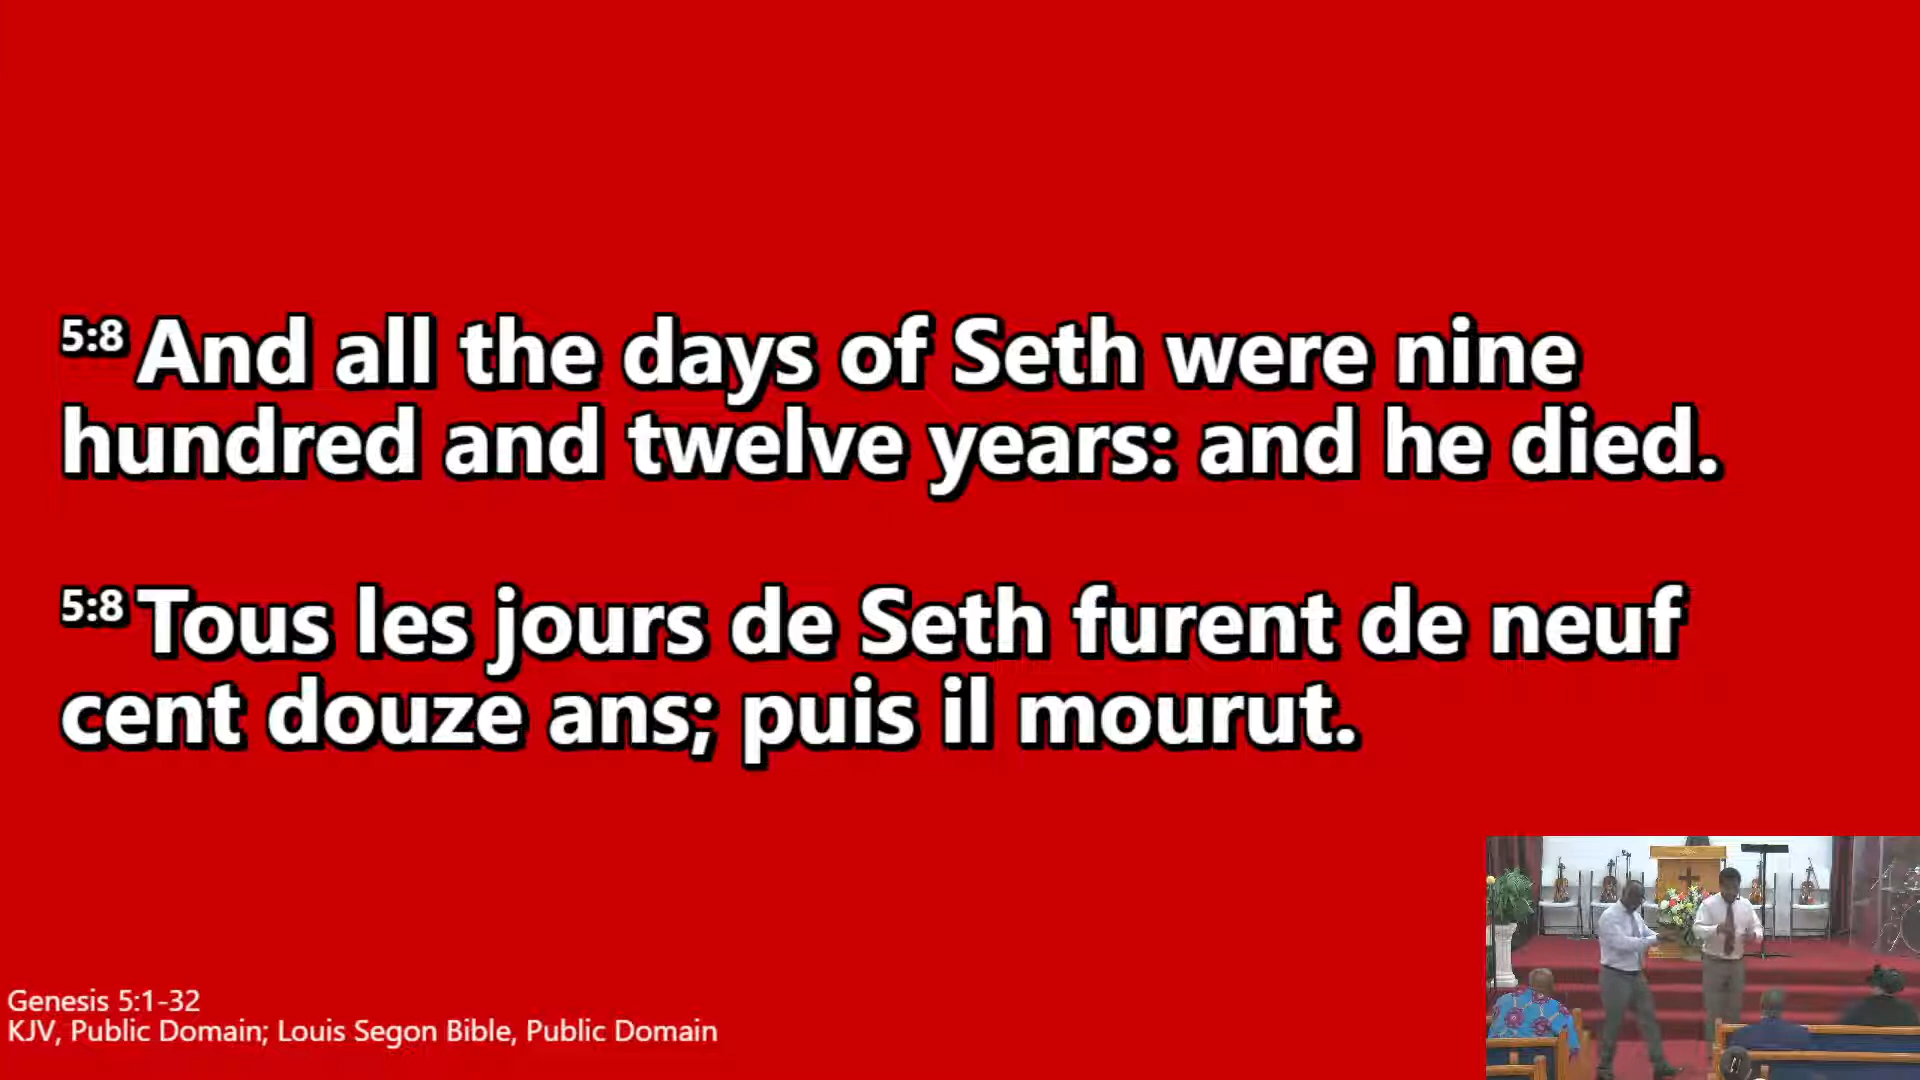 5:8 And all the days of Seth were nine
hundred and twelve years: and he died.
5:8 Tous les jours de Seth furent de neuf
cent douze ans; puis il mourut.
Genesis 5:1-32
KJV, Public Domain; Louis Segon Bible, Public Domain